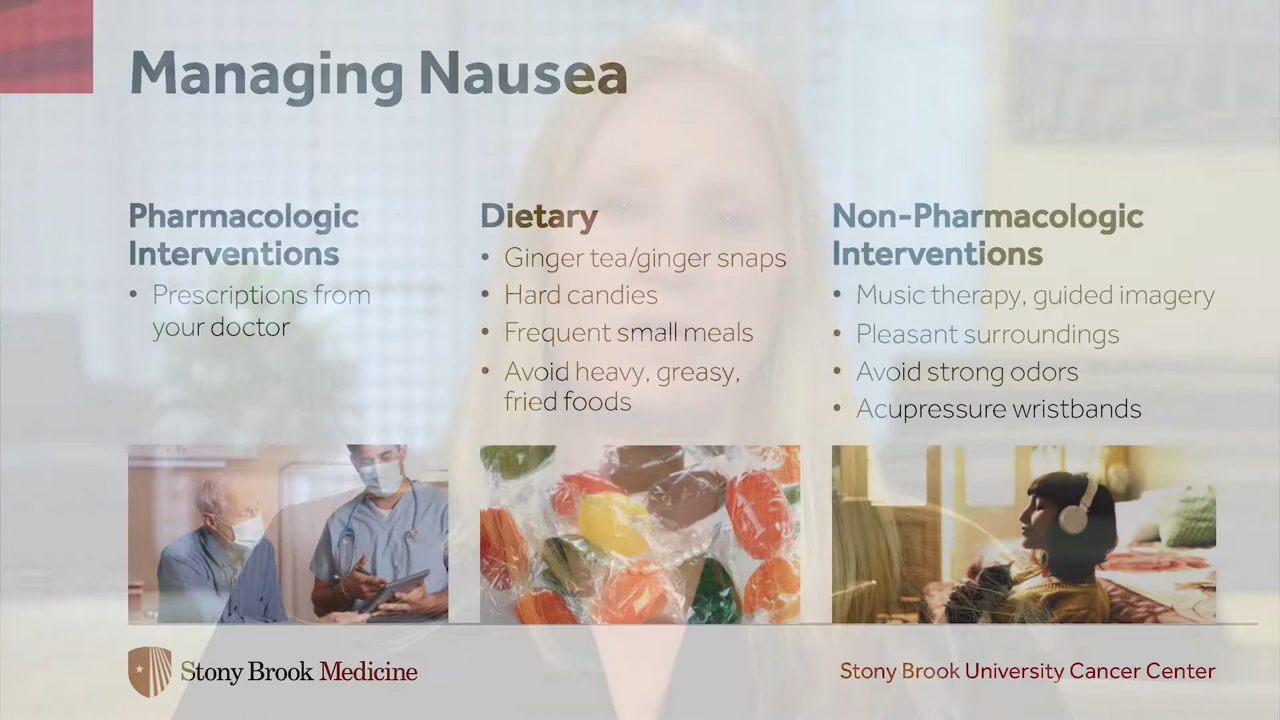 Managing Nausea
Pharmacologic
Interventions
• Prescriptions from
your doctor
Dietary
• Ginger tea/ginger snaps
• Hard candies
• Frequent small meals
• Avoid heavy, greasy,
fried foods
Non-Pharmacologic
Interventions
• Music therapy, guided imagery
• Pleasant surroundings
• Avoid strong odors
• Acupressure wristbands
Stony Brook Medicine
Stony Brook University Cancer Center